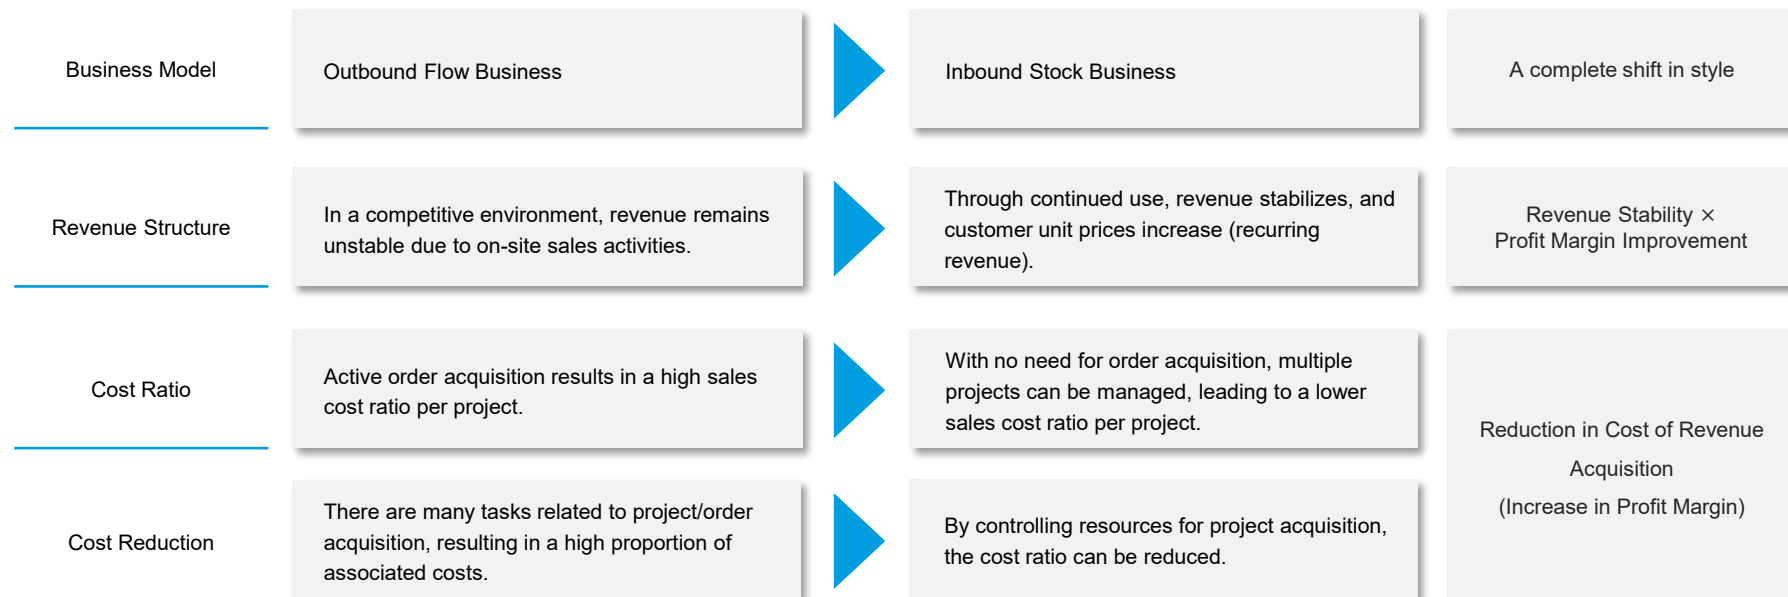 Business Model
Outbound Flow Business
Inbound Stock Business
A complete shift in style
Revenue Structure
In a competitive environment, revenue remains
unstable due to on-site sales activities.
Through continued use, revenue stabilizes, and
customer unit prices increase (recurring
revenue).
Revenue Stability ×
Profit Margin Improvement
Cost Ratio
Active order acquisition results in a high sales
cost ratio per project.
With no need for order acquisition, multiple
projects can be managed, leading to a lower
sales cost ratio per project.
Reduction in Cost of Revenue
Acquisition
(Increase in Profit Margin)
Cost Reduction
There are many tasks related to project/order
acquisition, resulting in a high proportion of
associated costs.
By controlling resources for project acquisition,
the cost ratio can be reduced.